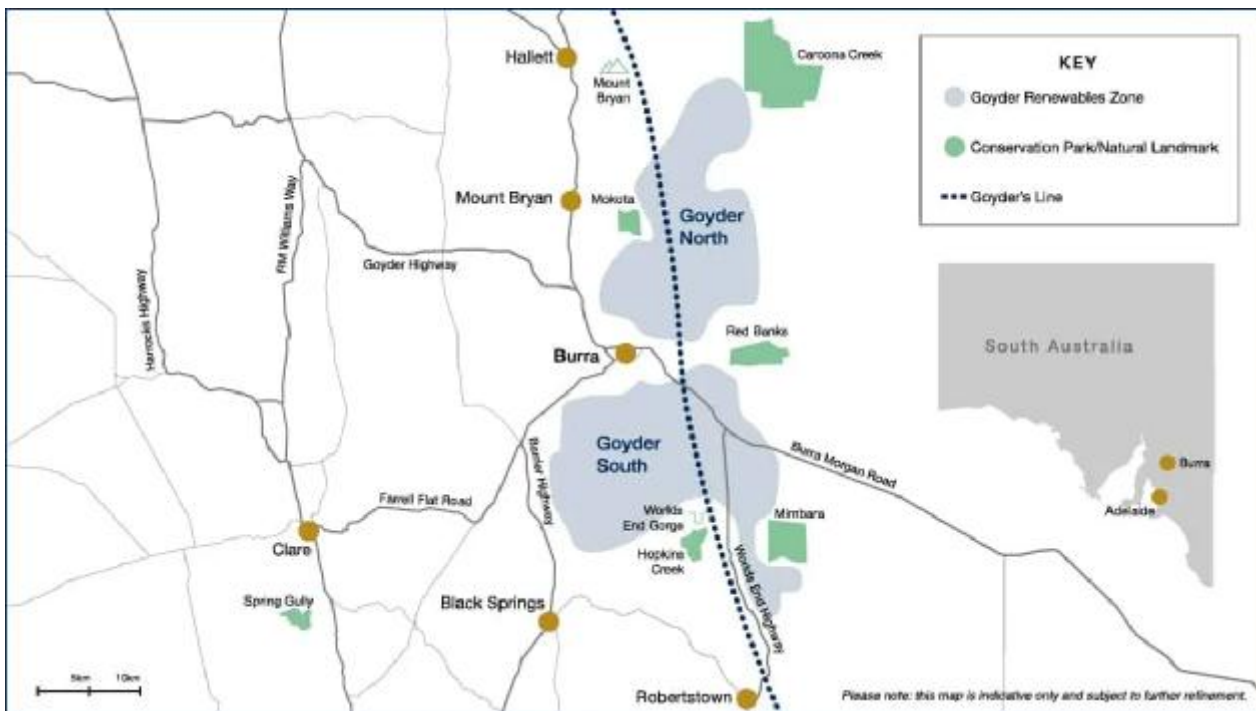 Hallett
Mount
Bryan
Caroona Creek
KEY
Goyder Renewables Zone
Conservation Park/Natural Landmark
Goyder's Line
Mount Bryan
Mokota
Goyder
North
RM Williams Way
Goyder Highway
Harrocks Highway
Burra
Red Banks
South Australia
Burra
Adelaide
Goyder
South
Burra Morgan Road
Barrier Highway
Farrell Flat Road
Clare
Worlds
End Gorge
Mimbara
Hopkins
Creek
Worlds End Highway
Spring Gully
Black Springs
5km
10km
Robertstown
Please note: this map is indicative only and subject to further refinement.